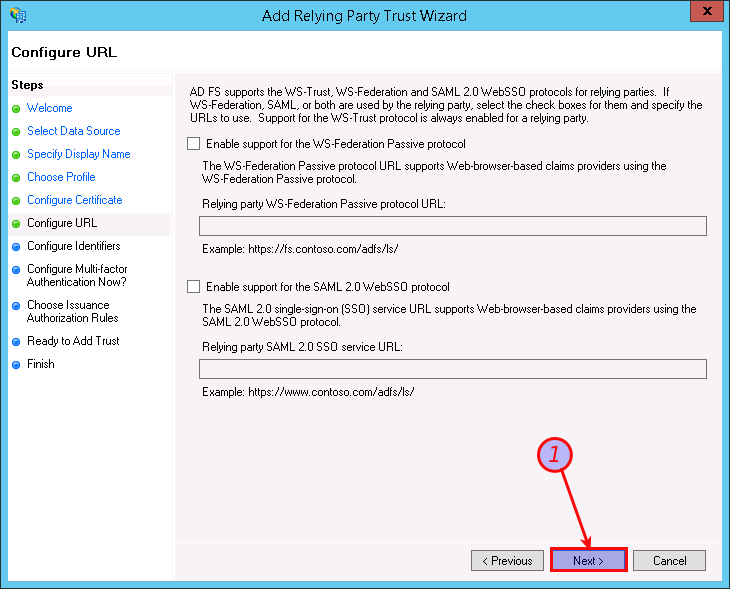 Add Relying Party Trust Wizard
X
Configure URL
Steps
Welcome
Select Data Source
Specify Display Name
Choose Profile
Configure Certificate
Configure URL
Configure Identifiers
Configure Multi-factor
Authentication Now?
Choose Issuance
Authorization Rules
Ready to Add Trust
Finish
AD FS supports the WS-Trust, WS-Federation and SAML 2.0 WebSSO protocols for relying parties.  If
WS-Federation, SAML, or both are used by the relying party, select the check boxes for them and specify the
URLs to use.  Support for the WS-Trust protocol is always enabled for a relying party.
Enable support for the WS-Federation Passive protocol
The WS-Federation Passive protocol URL supports Web-browser-based claims providers using the
WS-Federation Passive protocol.
Relying party WS-Federation Passive protocol URL:
Example: https://fs.contoso.com/adfs/ls/
Enable support for the SAML 2.0 WebSSO protocol
The SAML 2.0 single-sign-on (SSO) service URL supports Web-browser-based claims providers using the
SAML 2.0 WebSSO protocol.
Relying party SAML 2.0 SSO service URL:
Example: https://www.contoso.com/adfs/ls/
1
< Previous
Next >
Cancel